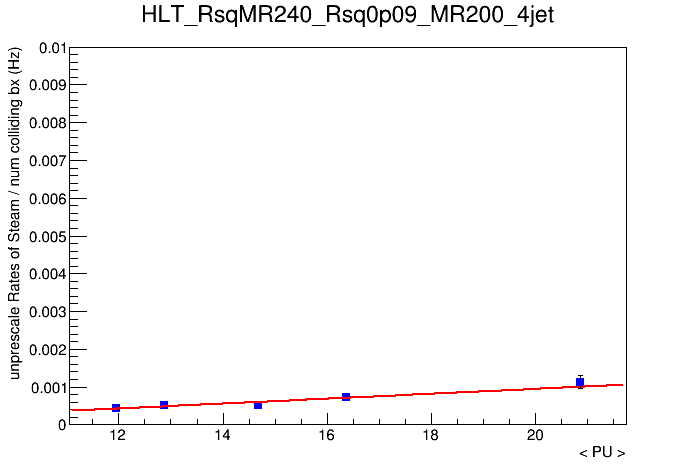 HLT_RsqMR240_Rsq0p09_MR200_4jet
unprescale Rates of Steam / num colliding bx (Hz)
0.01
0.009
0.008
0.007
0.006
0.005
0.004
0.003
0.002
0.001
0
12 14 16 18 20
< PU >